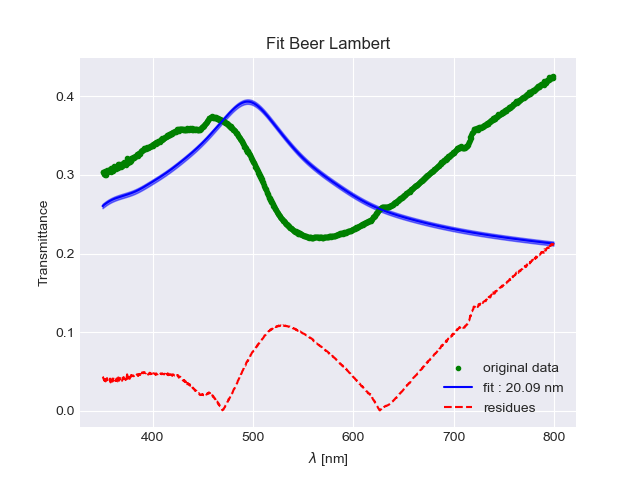 Fit Beer Lambert
Transmittance
0.4
0.3
0.2
0.1
0.0
400 500 600 700 800
λ [nm]
original data
fit : 20.09 nm
residues